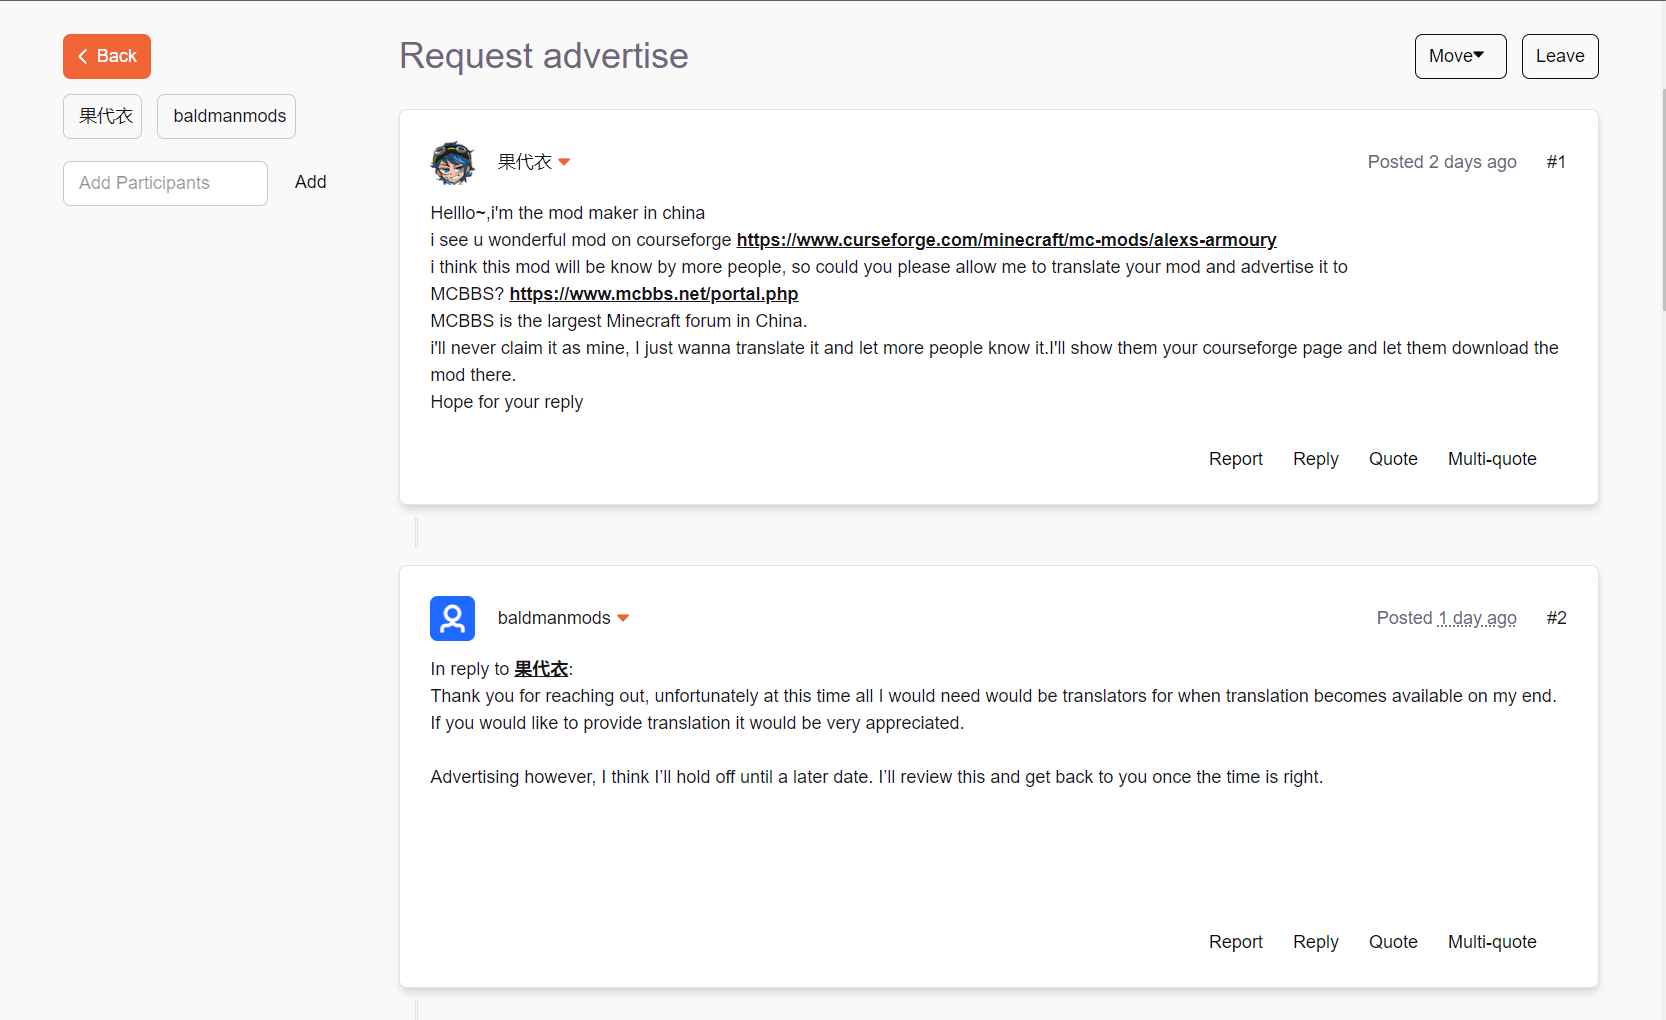 Back
Request advertise
Move
Leave
果代衣
baldmanmods
Add Participants
Add
果代衣
Posted 2 days ago
#1
Helllo~,i'm the mod maker in china
i see u wonderful mod on courseforge https://www.curseforge.com/minecraft/mc-mods/alexs-armoury
i think this mod will be know by more people, so could you please allow me to translate your mod and advertise it to
MCBBS? https://www.mcbbs.net/portal.php
MCBBS is the largest Minecraft forum in China.
i'll never claim it as mine, I just wanna translate it and let more people know it.I'll show them your courseforge page and let them download the
mod there.
Hope for your reply
Report
Reply
Quote
Multi-quote
baldmanmods
Posted 1 day ago
#2
In reply to 果代衣:
Thank you for reaching out, unfortunately at this time all I would need would be translators for when translation becomes available on my end.
If you would like to provide translation it would be very appreciated.
Advertising however, I think I’ll hold off until a later date. I’ll review this and get back to you once the time is right.
Report
Reply
Quote
Multi-quote